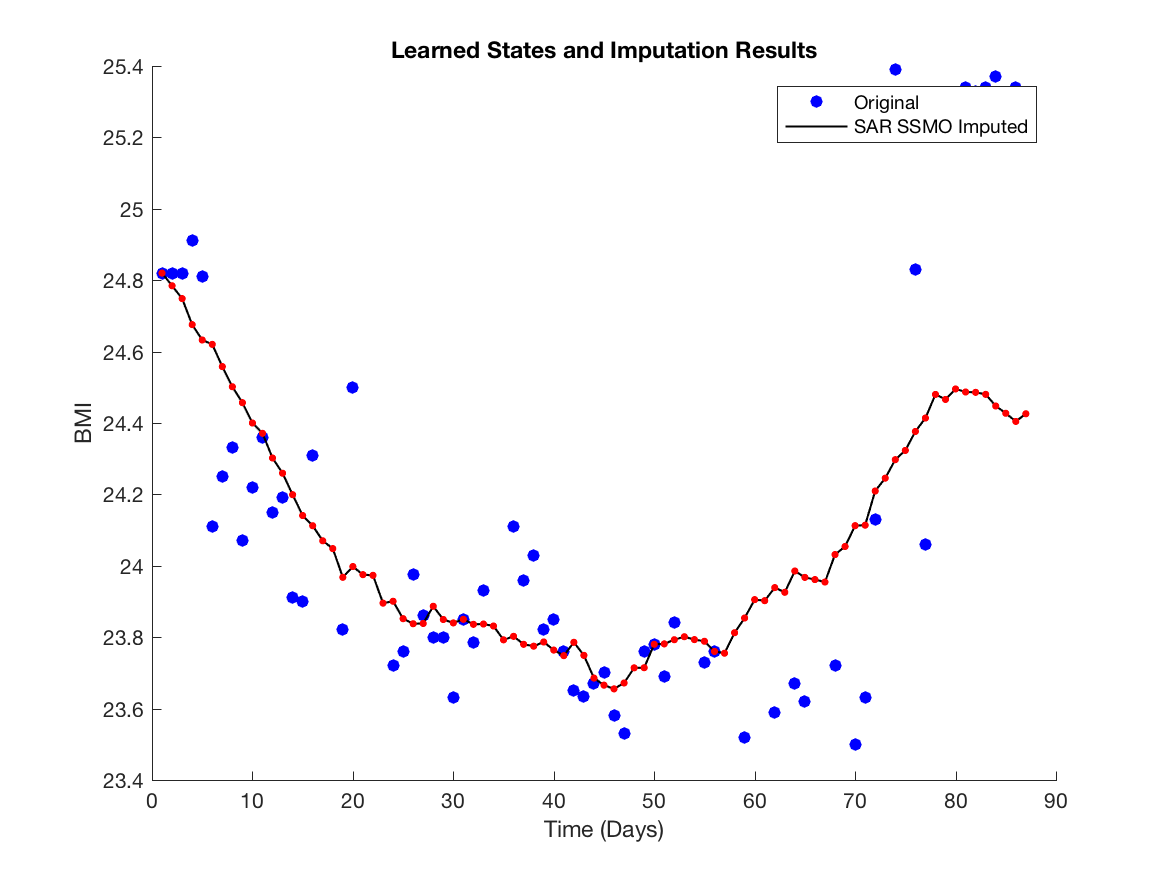 Learned States and Imputation Results
25.4
25.2
25
24.8
24.6
24.4
24.2
24
23.8
23.6
23.4
BMI
Original
SAR SSMO Imputed
0 10 20 30 40 50 60 70 80 90
Time (Days)